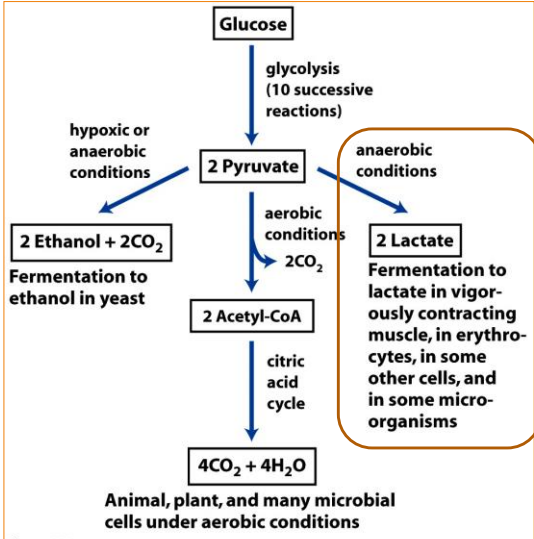 Glucose
glycolysis
(10 successive
reactions)
hypoxic or
anaerobic
conditions
2 Pyruvate
anaerobic
conditions
2 Ethanol + 2CO₂
Fermentation to
ethanol in yeast
aerobic
conditions
2CO₂
2 Lactate
Fermentation to
lactate in vigor-
ously contracting
muscle, in erythro-
cytes, in some
other cells, and
in some micro-
organisms
2 Acetyl-CoA
citric
acid
cycle
4CO₂ + 4H₂O
Animal, plant, and many microbial
cells under aerobic conditions